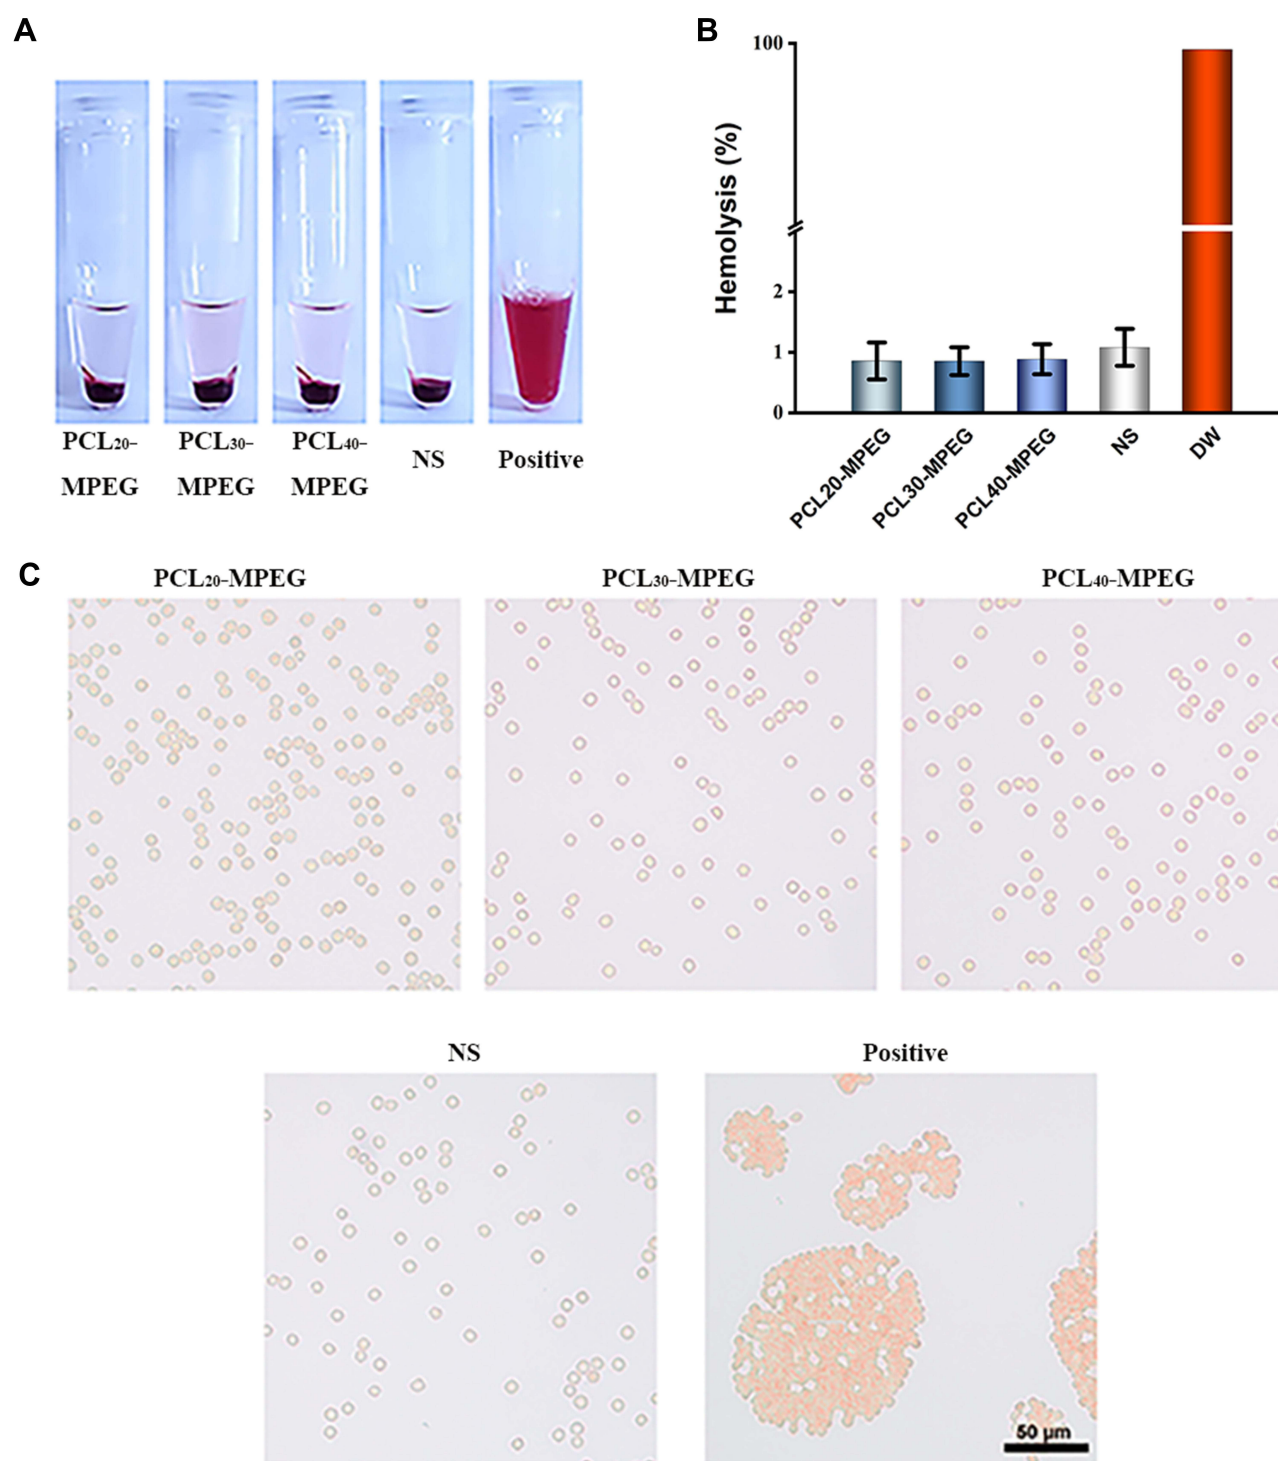 A
PCL20-
MPEG
PCL30-
MPEG
PCL40-
MPEG
NS
Positive
B
Hemolysis (%)
100
2
1
0
PCL20-MPEG
PCL30-MPEG
PCL40-MPEG
NS
DW
C
PCL20-MPEG
PCL30-MPEG
PCL40-MPEG
NS
Positive
50 μm